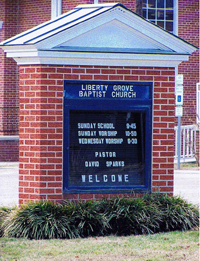 LIBERTY GROVE
BAPTIST CHURCH
SUNDAY SCHOOL 9:45
SUNDAY WORSHIP 10:50
WEDNESDAY WORSHIP 6:30
PASTOR
DAVID SPARKS
WELCOME